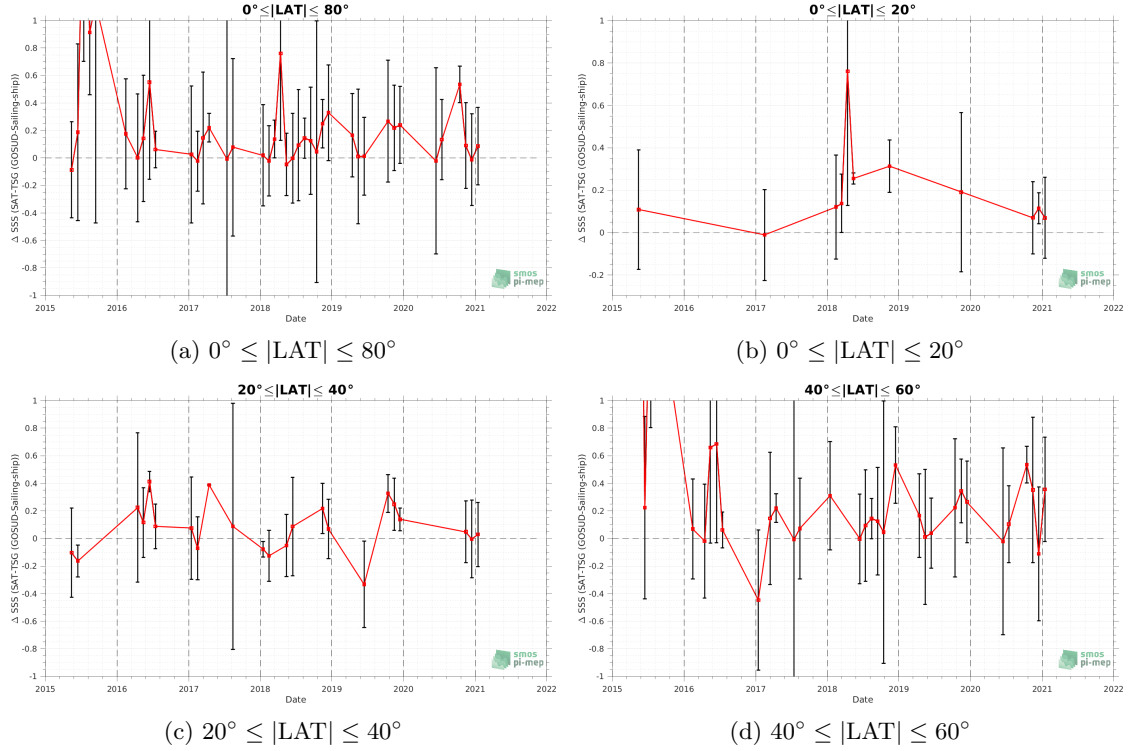 0°≤|LAT|≤ 80°
Δ SSS (SAT-TSG (GOSUD-Sailing-ship))
1
0.8
0.6
0.4
0.2
0
-0.2
-0.4
-0.6
-0.8
-1
2015 2016 2017 2018 2019 2020 2021 2022
Date
smos
pi-mep
(a) 0° ≤ |LAT| ≤ 80°
0°≤|LAT|≤ 20°
Δ SSS (SAT-TSG (GOSUD-Sailing-ship))
1
0.8
0.6
0.4
0.2
0
-0.2
2015 2016 2017 2018 2019 2020 2021 2022
Date
smos
pi-mep
(b) 0° ≤ |LAT| ≤ 20°
20°≤|LAT|≤ 40°
Δ SSS (SAT-TSG (GOSUD-Sailing-ship))
1
0.8
0.6
0.4
0.2
0
-0.2
-0.4
-0.6
-0.8
-1
2015 2016 2017 2018 2019 2020 2021 2022
Date
smos
pi-mep
(c) 20° ≤ |LAT| ≤ 40°
40°≤|LAT|≤ 60°
Δ SSS (SAT-TSG (GOSUD-Sailing-ship))
1
0.8
0.6
0.4
0.2
0
-0.2
-0.4
-0.6
-0.8
-1
2015 2016 2017 2018 2019 2020 2021 2022
Date
smos
pi-mep
(d) 40° ≤ |LAT| ≤ 60°